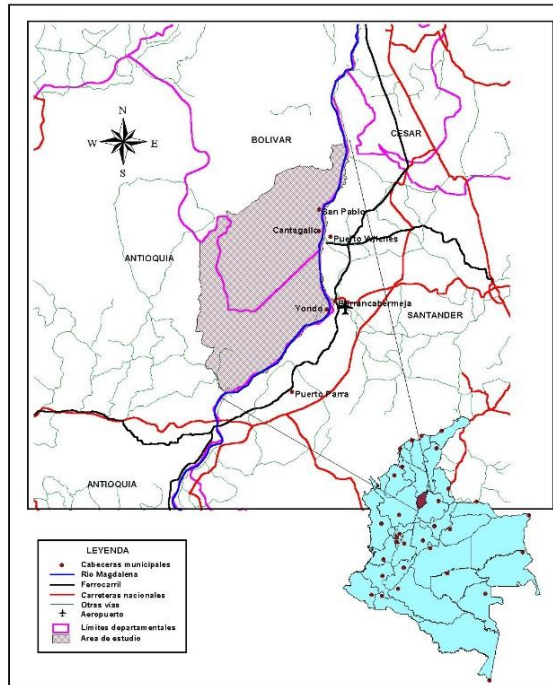 N
W E
S
BOLIVAR
CESAR
San Pablo
Cantagallo
Puerto Wilches
ANTIOQUIA
Barrancabermeja
Yondo
SANTANDER
Puerto Parra
ANTIOQUIA
LEYENDA
Cabeceras municipales
Rio Magdalena
Ferrocarril
Carreteras nacionales
Otras vias
Aeropuerto
Límites departamentales
Area de estudio